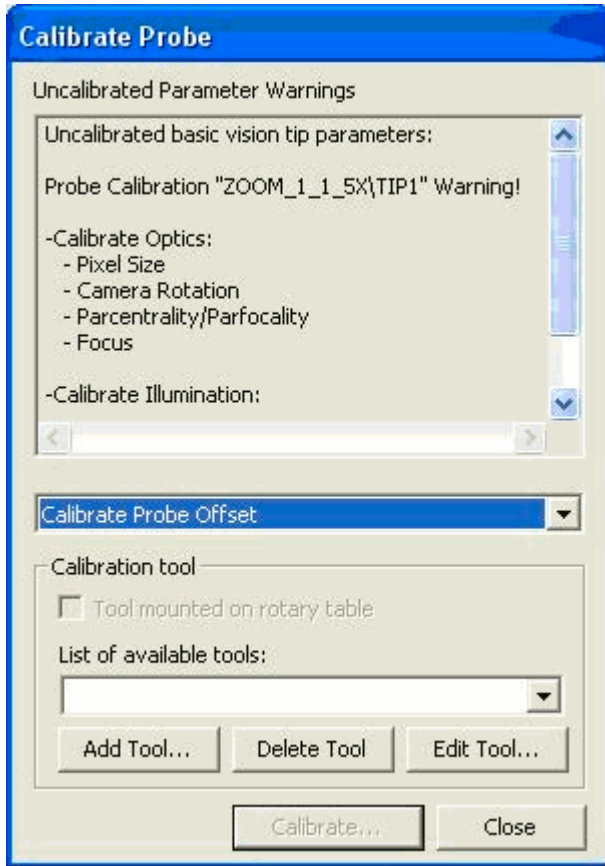 Calibrate Probe
Uncalibrated Parameter Warnings
Uncalibrated basic vision tip parameters:
Probe Calibration "ZOOM_1_1_5X\TIP1" Warning!
-Calibrate Optics:
- Pixel Size
- Camera Rotation
- Parcentrality/Parfocality
- Focus
-Calibrate Illumination:
Calibrate Probe Offset
Calibration tool
Tool mounted on rotary table
List of available tools:
Add Tool... Delete Tool Edit Tool...
Calibrate... Close